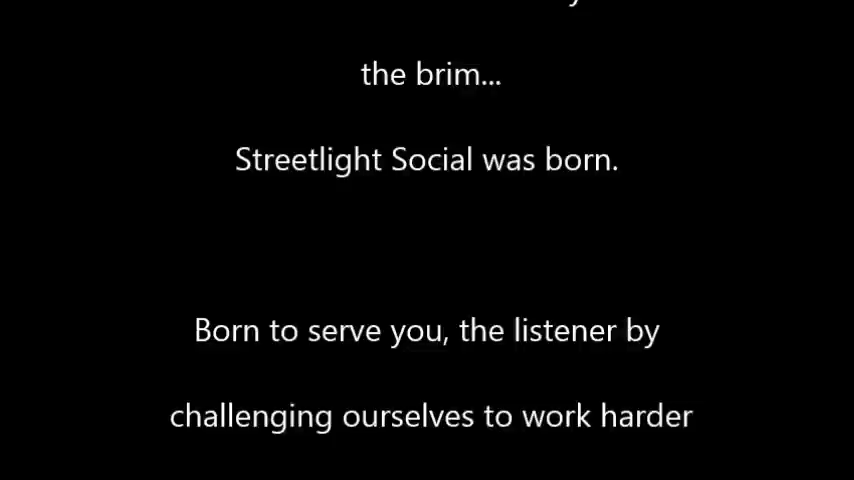 the brim...
Streetlight Social was born.
Born to serve you, the listener by
challenging ourselves to work harder